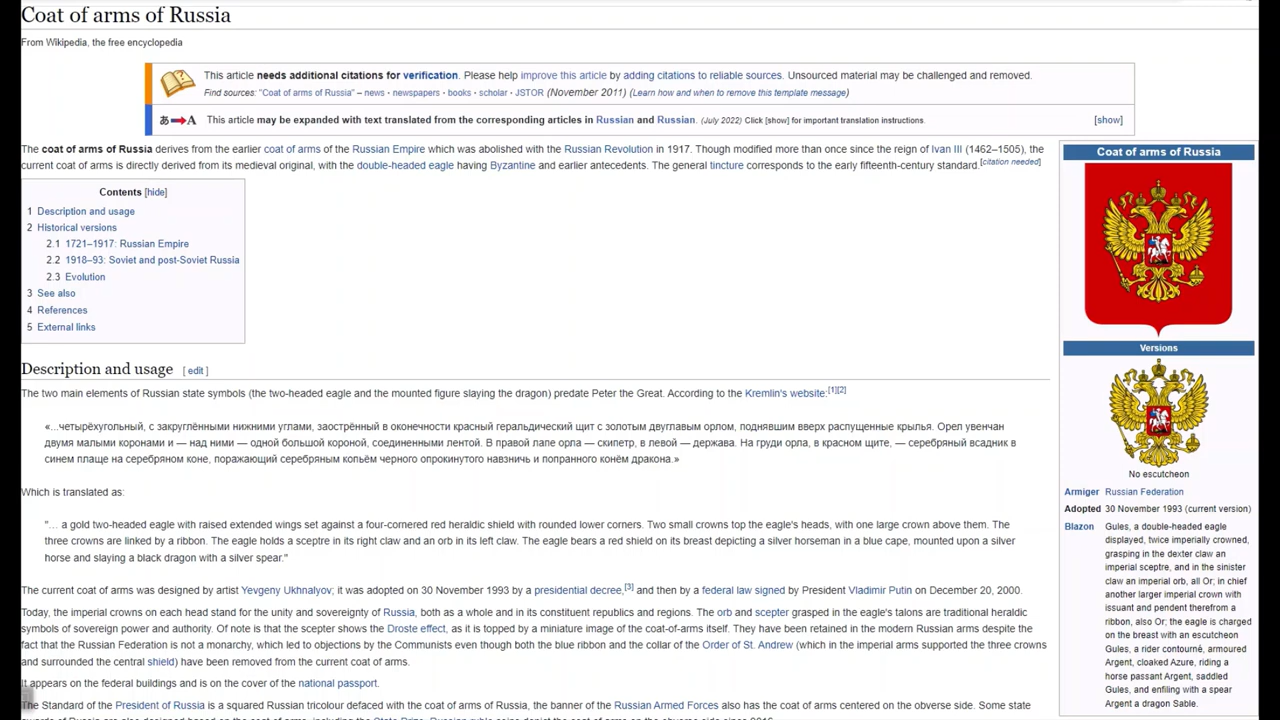 Coat of arms of Russia
From Wikipedia, the free encyclopedia
This article needs additional citations for verification. Please help improve this article by adding citations to reliable sources. Unsourced material may be challenged and removed.
Find sources: "Coat of arms of Russia" – news · newspapers · books · scholar · JSTOR (November 2011) (Learn how and when to remove this template message)
あ A This article may be expanded with text translated from the corresponding articles in Russian and Russian. (July 2022) Click [show] for important translation instructions. [show]
The coat of arms of Russia derives from the earlier coat of arms of the Russian Empire which was abolished with the Russian Revolution in 1917. Though modified more than once since the reign of Ivan III (1462–1505), the
current coat of arms is directly derived from its medieval original, with the double-headed eagle having Byzantine and earlier antecedents. The general tincture corresponds to the early fifteenth-century standard.[citation needed]
Contents [hide]
1 Description and usage
2 Historical versions
2.1 1721–1917: Russian Empire
2.2 1918–93: Soviet and post-Soviet Russia
2.3 Evolution
3 See also
4 References
5 External links
Description and usage [ edit ]
The two main elements of Russian state symbols (the two-headed eagle and the mounted figure slaying the dragon) predate Peter the Great. According to the Kremlin's website:[1][2]
«...четырёхугольный, с закруглёнными нижними углами, заострённый в оконечности красный геральдический щит с золотым двуглавым орлом, поднявшим вверх распущенные крылья. Орел увенчан
двумя малыми коронами и — над ними — одной большой короной, соединенными лентой. В правой лапе орла — скипетр, в левой — держава. На груди орла, в красном щите, — серебряный всадник в
синем плаще на серебряном коне, поражающий серебряным копьём черного опрокинутого навзничь и попранного конём дракона.»
Which is translated as:
"... a gold two-headed eagle with raised extended wings set against a four-cornered red heraldic shield with rounded lower corners. Two small crowns top the eagle's heads, with one large crown above them. The
three crowns are linked by a ribbon. The eagle holds a sceptre in its right claw and an orb in its left claw. The eagle bears a red shield on its breast depicting a silver horseman in a blue cape, mounted upon a silver
horse and slaying a black dragon with a silver spear."
The current coat of arms was designed by artist Yevgeny Ukhnalyov; it was adopted on 30 November 1993 by a presidential decree,[3] and then by a federal law signed by President Vladimir Putin on December 20, 2000.
Today, the imperial crowns on each head stand for the unity and sovereignty of Russia, both as a whole and in its constituent republics and regions. The orb and scepter grasped in the eagle's talons are traditional heraldic
symbols of sovereign power and authority. Of note is that the scepter shows the Droste effect, as it is topped by a miniature image of the coat-of-arms itself. They have been retained in the modern Russian arms despite the
fact that the Russian Federation is not a monarchy, which led to objections by the Communists even though both the blue ribbon and the collar of the Order of St. Andrew (which in the imperial arms supported the three crowns
and surrounded the central shield) have been removed from the current coat of arms.
It appears on the federal buildings and is on the cover of the national passport.
The Standard of the President of Russia is a squared Russian tricolour defaced with the coat of arms of Russia, the banner of the Russian Armed Forces also has the coat of arms centered on the obverse side. Some state
Coat of arms of Russia
Versions
No escutcheon
Armiger Russian Federation
Adopted 30 November 1993 (current version)
Blazon Gules, a double-headed eagle
displayed, twice imperially crowned,
grasping in the dexter claw an
imperial sceptre, and in the sinister
claw an imperial orb, all Or; in chief
another larger imperial crown with
issuant and pendent therefrom a
ribbon, also Or; the eagle is charged
on the breast with an escutcheon
Gules, a rider contourné, armoured
Argent, cloaked Azure, riding a
horse passant Argent, saddled
Gules, and enfiling with a spear
Argent a dragon Sable.